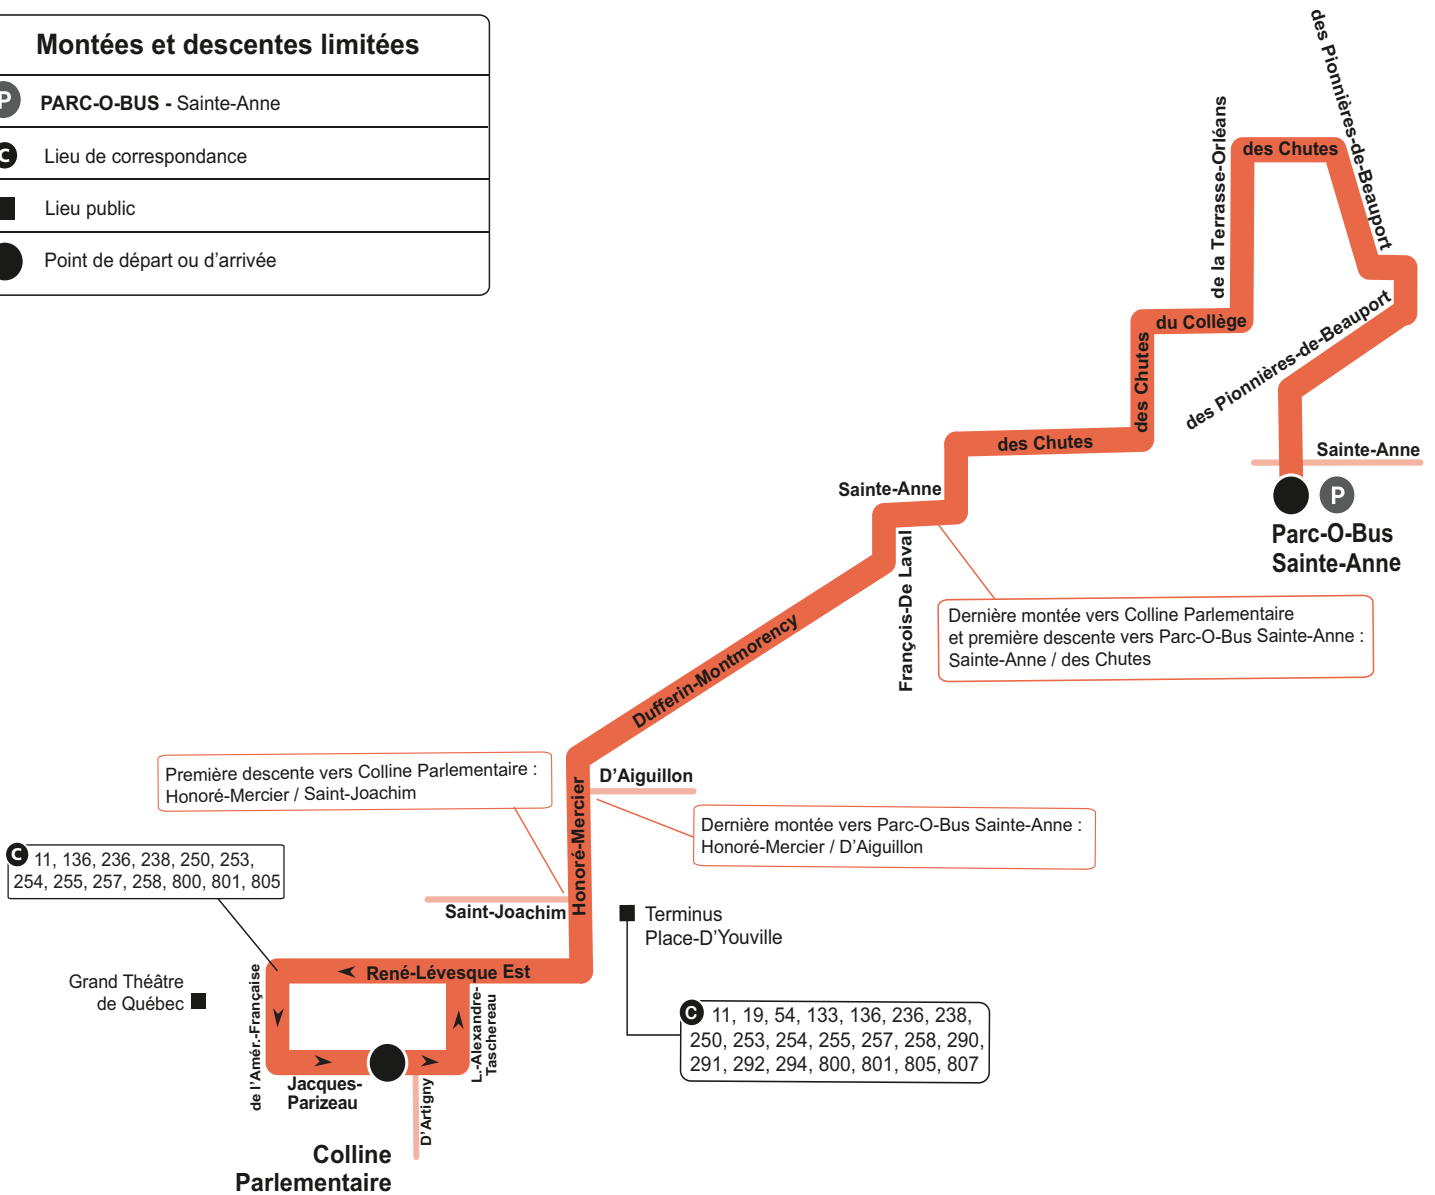 Montées et descentes limitées
P PARC-O-BUS - Sainte-Anne
C Lieu de correspondance
Lieu public
Point de départ ou d'arrivée
des Pionnières-de-Beauport
de la Terrasse-Orléans
des Chutes
du Collège
des Chutes
des Pionnières-de-Beauport
des Chutes
Sainte-Anne
Sainte-Anne
P
Parc-O-Bus
Sainte-Anne
François-De Laval
Dernière montée vers Colline Parlementaire
et première descente vers Parc-O-Bus Sainte-Anne :
Sainte-Anne / des Chutes
Dufferin-Montmorency
Première descente vers Colline Parlementaire :
Honoré-Mercier / Saint-Joachim
D'Aiguillon
Honoré-Mercier
Dernière montée vers Parc-O-Bus Sainte-Anne :
Honoré-Mercier / D'Aiguillon
C 11, 136, 236, 238, 250, 253,
254, 255, 257, 258, 800, 801, 805
Saint-Joachim
Terminus
Place-D'Youville
René-Lévesque Est
Grand Théâtre
de Québec
de l'Amér.-Française
L.-Alexandre-
Taschereau
C 11, 19, 54, 133, 136, 236, 238,
250, 253, 254, 255, 257, 258, 290,
291, 292, 294, 800, 801, 805, 807
Jacques-
Parizeau
D'Artigny
Colline
Parlementaire